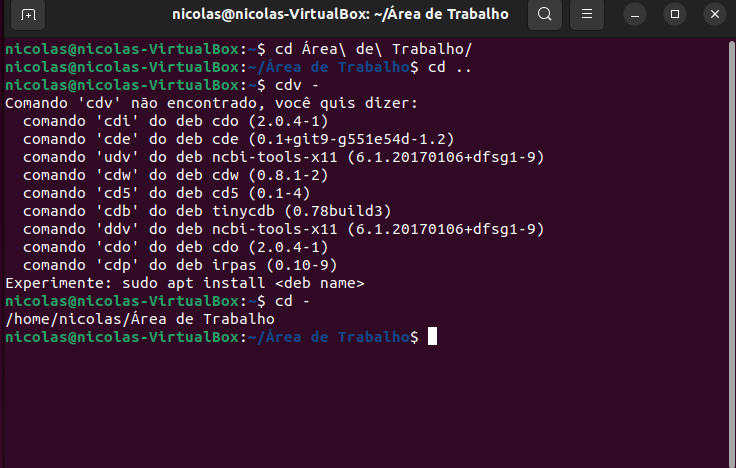 nicolas@nicolas-VirtualBox: ~/Área de Trabalho
nicolas@nicolas-VirtualBox:~$ cd Área\ de\ Trabalho/
nicolas@nicolas-VirtualBox:~/Área de Trabalho$ cd ..
nicolas@nicolas-VirtualBox:~$ cdv -
Comando 'cdv' não encontrado, você quis dizer:
  comando 'cdi' do deb cdo (2.0.4-1)
  comando 'cde' do deb cde (0.1+git9-g551e54d-1.2)
  comando 'udv' do deb ncbi-tools-x11 (6.1.20170106+dfsg1-9)
  comando 'cdw' do deb cdw (0.8.1-2)
  comando 'cd5' do deb cd5 (0.1-4)
  comando 'cdb' do deb tinycdb (0.78build3)
  comando 'ddv' do deb ncbi-tools-x11 (6.1.20170106+dfsg1-9)
  comando 'cdo' do deb cdo (2.0.4-1)
  comando 'cdp' do deb irpas (0.10-9)
Experimente: sudo apt install <deb name>
nicolas@nicolas-VirtualBox:~$ cd -
/home/nicolas/Área de Trabalho
nicolas@nicolas-VirtualBox:~/Área de Trabalho$